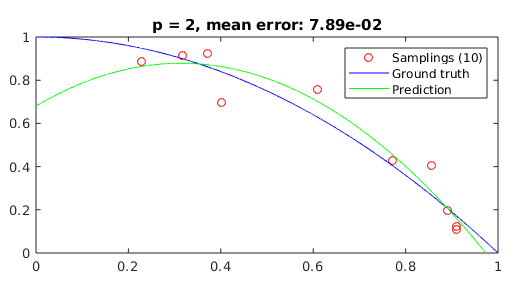 p = 2, mean error: 7.89e-02
1
0.8
0.6
0.4
0.2
0
Samplings (10)
Ground truth
Prediction
0 0.2 0.4 0.6 0.8 1